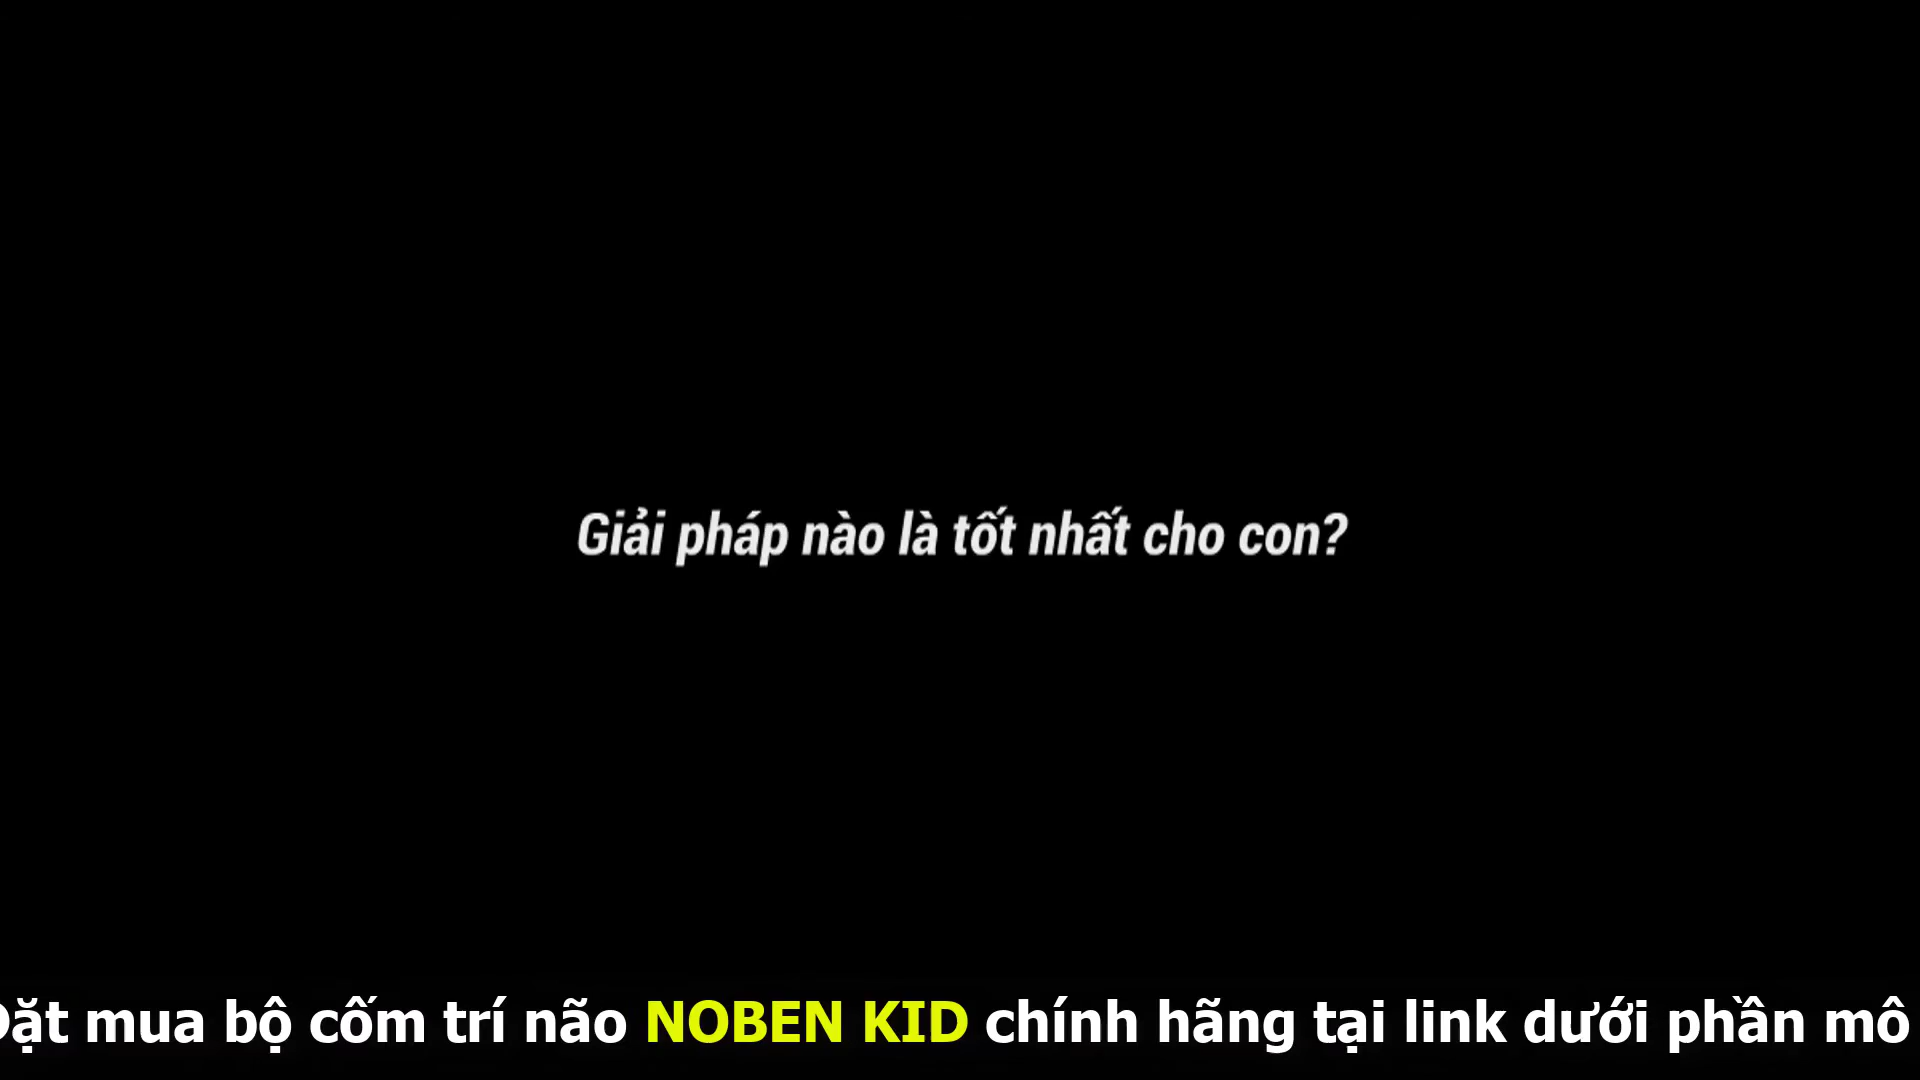 Giải pháp nào là tốt nhất cho con?
Đặt mua bộ cốm trí não NOBEN KID chính hãng tại link dưới phần mô